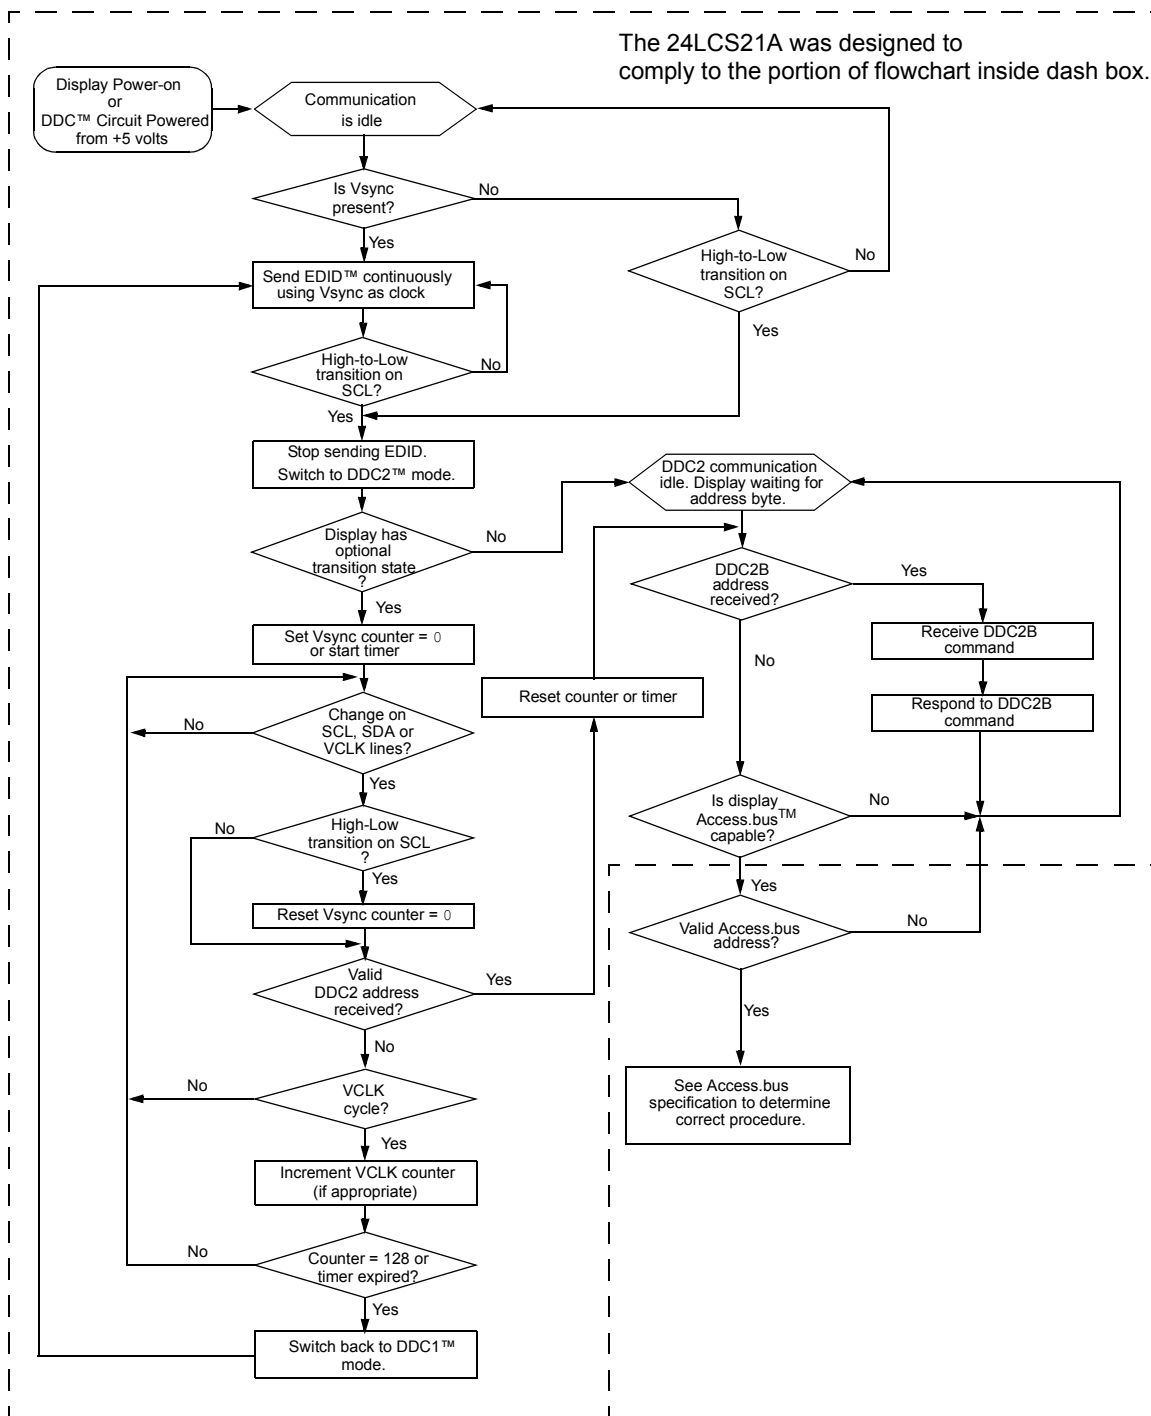 The 24LCS21A was designed to
comply to the portion of flowchart inside dash box.
Display Power-on
or
DDC™ Circuit Powered
from +5 volts
Communication
is idle
Is Vsync
present?
No
Yes
High-to-Low
transition on
SCL?
No
Yes
Send EDID™ continuously
using Vsync as clock
High-to-Low
transition on
SCL?
No
Yes
Stop sending EDID.
Switch to DDC2™ mode.
DDC2 communication
idle. Display waiting for
address byte.
Display has
optional
transition state
?
No
Yes
DDC2B
address
received?
Yes
No
Receive DDC2B
command
Respond to DDC2B
command
Set Vsync counter = 0
or start timer
Reset counter or timer
Change on
SCL, SDA or
VCLK lines?
No
Yes
High-Low
transition on SCL
?
No
Yes
Is display
Access.bus™
capable?
No
Yes
Reset Vsync counter = 0
Valid Access.bus
address?
No
Yes
Valid
DDC2 address
received?
Yes
No
VCLK
cycle?
No
Yes
See Access.bus
specification to determine
correct procedure.
Increment VCLK counter
(if appropriate)
Counter = 128 or
timer expired?
No
Yes
Switch back to DDC1™
mode.